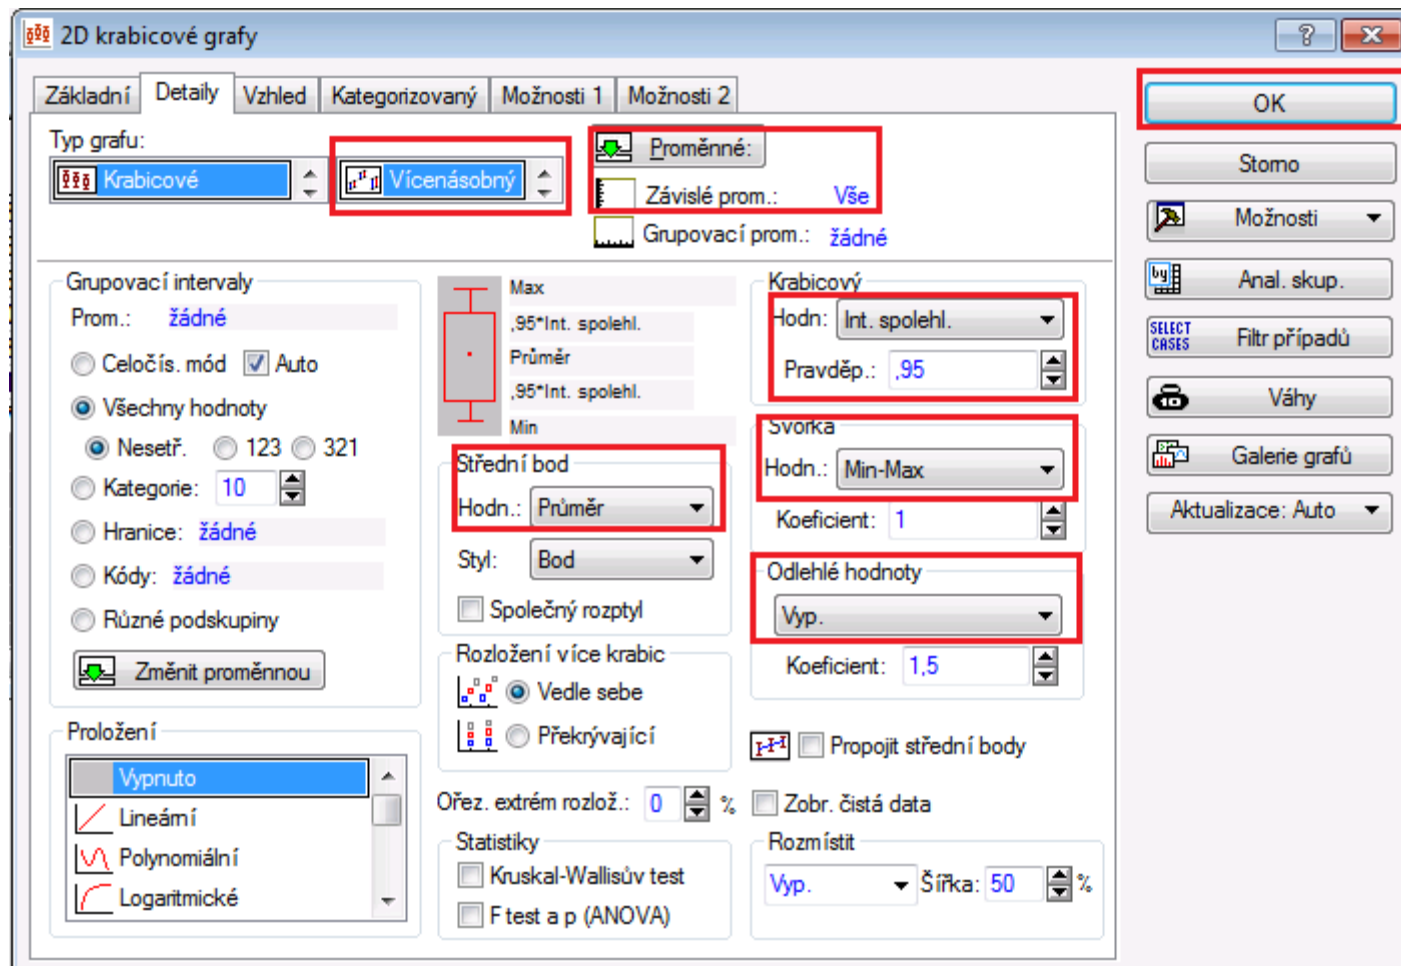 2D krabicové grafy
Základní Detaily Vzhled Kategorizovaný Možnosti 1 Možnosti 2
Typ grafu:
Krabicové
Vícenásobný
Proměnné:
Závislé prom.: Vše
Grupovací prom.: žádné
Grupovací intervaly
Prom.: žádné
Celočís. mód Auto
Všechny hodnoty
Nesetř. 123 321
Kategorie: 10
Hranice: žádné
Kódy: žádné
Různé podskupiny
Změnit proměnnou
Proložení
Vypnuto
Lineární
Polynomiální
Logaritmické
Max
,95*Int. spolehl.
Průměr
,95*Int. spolehl.
Min
Střední bod
Hodn.: Průměr
Styl: Bod
Společný rozptyl
Rozložení více krabic
Vedle sebe
Překrývající
Ořez. extrém rozlož.: 0 %
Statistiky
Kruskal-Wallisův test
F test a p (ANOVA)
Krabicový
Hodn: Int. spolehl.
Pravděp.: ,95
Svorka
Hodn.: Min-Max
Koeficient: 1
Odlehlé hodnoty
Vyp.
Koeficient: 1,5
Propojit střední body
Zobr. čistá data
Rozmístit
Vyp. Šířka: 50 %
OK
Storno
Možnosti
by Anal. skup.
SELECT CASES Filtr případů
Váhy
Galerie grafů
Aktualizace: Auto